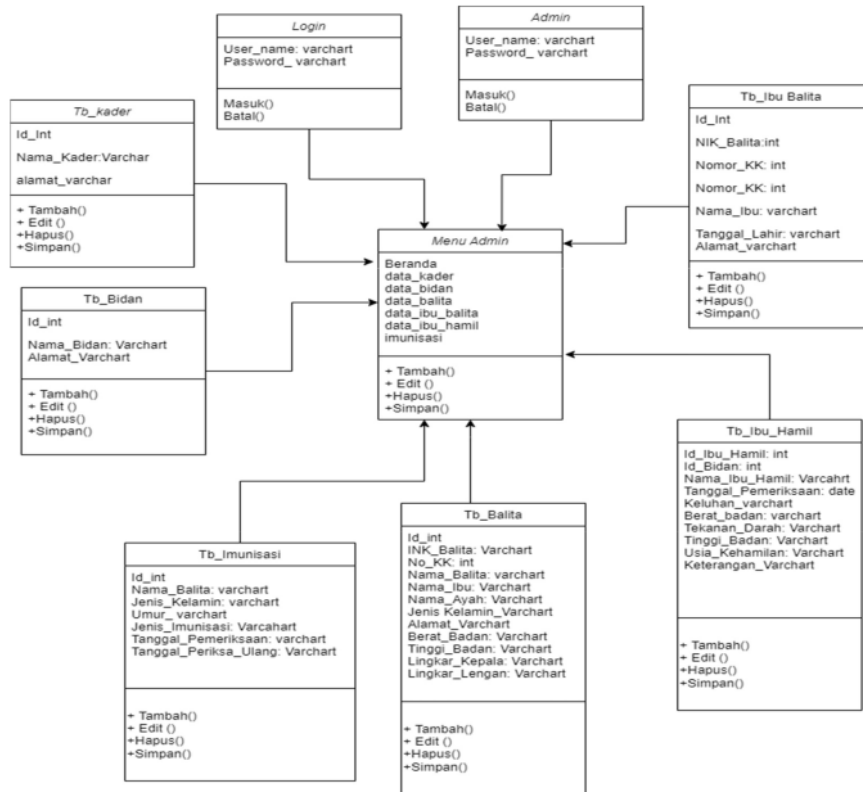 Login
User_name: varchart
Password_ varchart
Masuk()
Batal()
Admin
User_name: varchart
Password_ varchart
Masuk()
Batal()
Tb_kader
Id_Int
Nama_Kader:Varchar
alamat_varchar
+ Tambah()
+ Edit ()
+Hapus()
+Simpan()
Tb_Ibu Balita
Id_Int
NIK_Balita:int
Nomor_KK: int
Nomor_KK: int
Nama_Ibu: varchart
Tanggal_Lahir: varchart
Alamat_varchart
+ Tambah()
+ Edit ()
+Hapus()
+Simpan()
Menu Admin
Beranda
data_kader
data_bidan
data_balita
data_ibu_balita
data_ibu_hamil
imunisasi
+ Tambah()
+ Edit ()
+Hapus()
+Simpan()
Tb_Bidan
Id_int
Nama_Bidan: Varchart
Alamat_Varchart
+ Tambah()
+ Edit ()
+Hapus()
+Simpan()
Tb_Ibu_Hamil
Id_Ibu_Hamil: int
Id_Bidan: int
Nama_Ibu_Hamil: Varcahrt
Tanggal_Pemeriksaan: date
Keluhan_varchart
Berat_badan: varchart
Tekanan_Darah: Varchart
Tinggi_Badan: Varchart
Usia_Kehamilan: Varchart
Keterangan_Varchart
+ Tambah()
+ Edit ()
+Hapus()
+Simpan()
Tb_Imunisasi
Id_int
Nama_Balita: varchart
Jenis_Kelamin: varchart
Umur_ varchart
Jenis_Imunisasi: Varcahart
Tanggal_Pemeriksaan: varchart
Tanggal_Periksa_Ulang: Varchart
+ Tambah()
+ Edit ()
+Hapus()
+Simpan()
Tb_Balita
Id_int
INK_Balita: Varchart
No_KK: int
Nama_Balita: varchart
Nama_Ibu: Varchart
Nama_Ayah: Varchart
Jenis Kelamin_Varchart
Alamat_Varchart
Berat_Badan: Varchart
Tinggi_Badan: Varchart
Lingkar_Kepala: Varchart
Lingkar_Lengan: Varchart
+ Tambah()
+ Edit ()
+Hapus()
+Simpan()